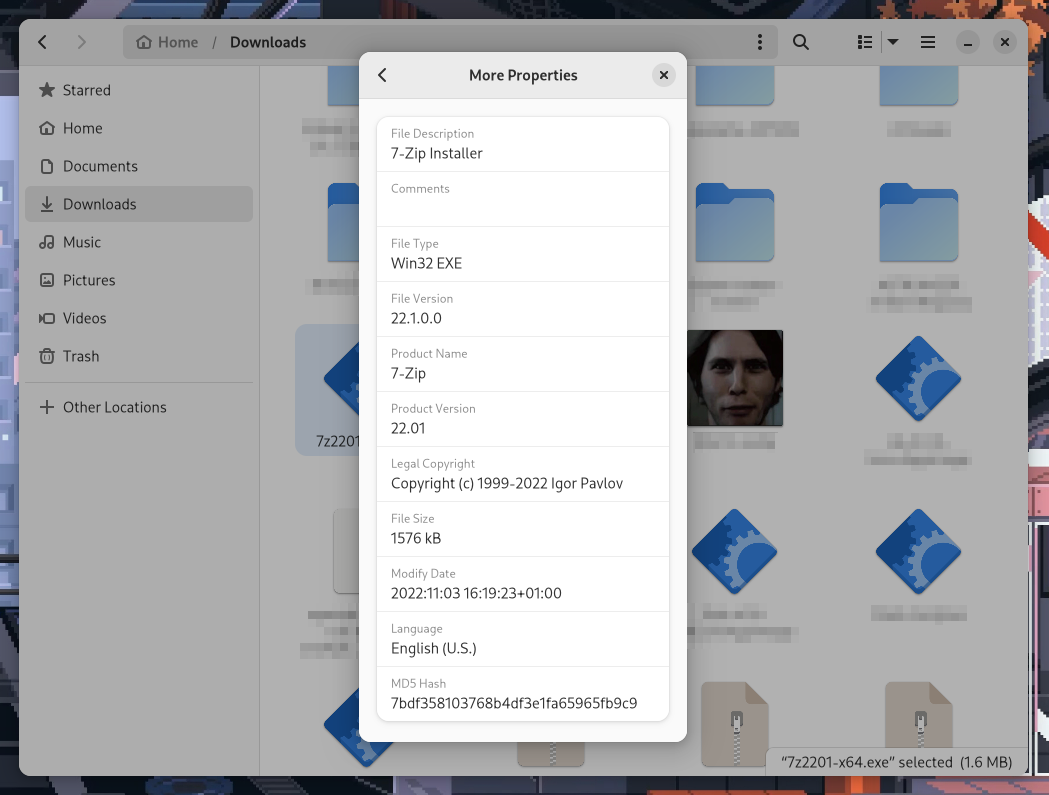 Home / Downloads
More Properties
Starred
Home
Documents
Downloads
Music
Pictures
Videos
Trash
Other Locations
File Description
7-Zip Installer
Comments
File Type
Win32 EXE
File Version
22.1.0.0
Product Name
7-Zip
Product Version
22.01
Legal Copyright
Copyright (c) 1999-2022 Igor Pavlov
File Size
1576 kB
Modify Date
2022:11:03 16:19:23+01:00
Language
English (U.S.)
MD5 Hash
7bdf358103768b4df3e1fa65965fb9c9
7z2201
“7z2201-x64.exe” selected (1.6 MB)